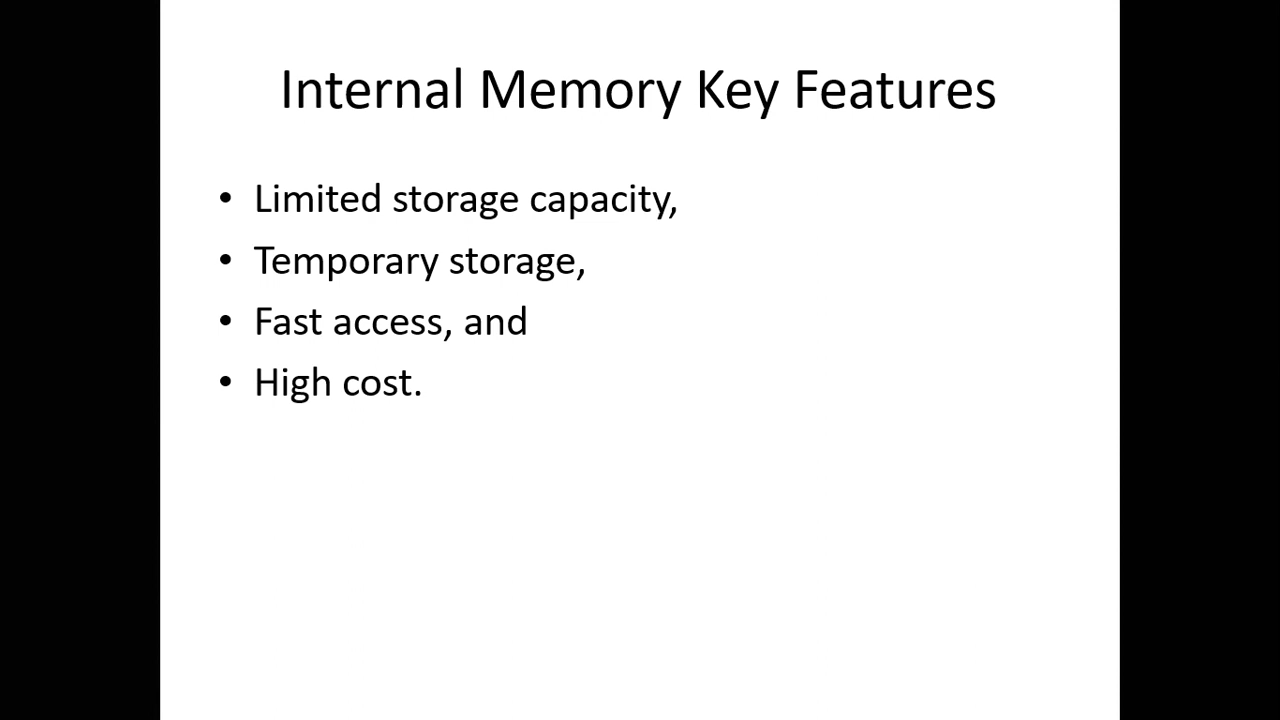 Internal Memory Key Features
• Limited storage capacity,
• Temporary storage,
• Fast access, and
• High cost.